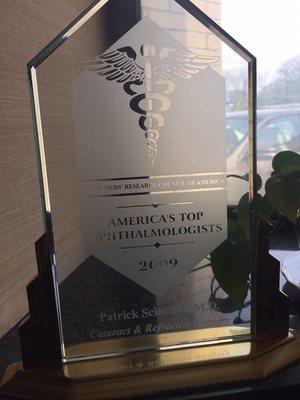 RESEARCH COUNCIL OF AMERICA
AMERICA'S TOP
OPHTHALMOLOGISTS
2009
Patrick M.D.
Cataract & Refractive